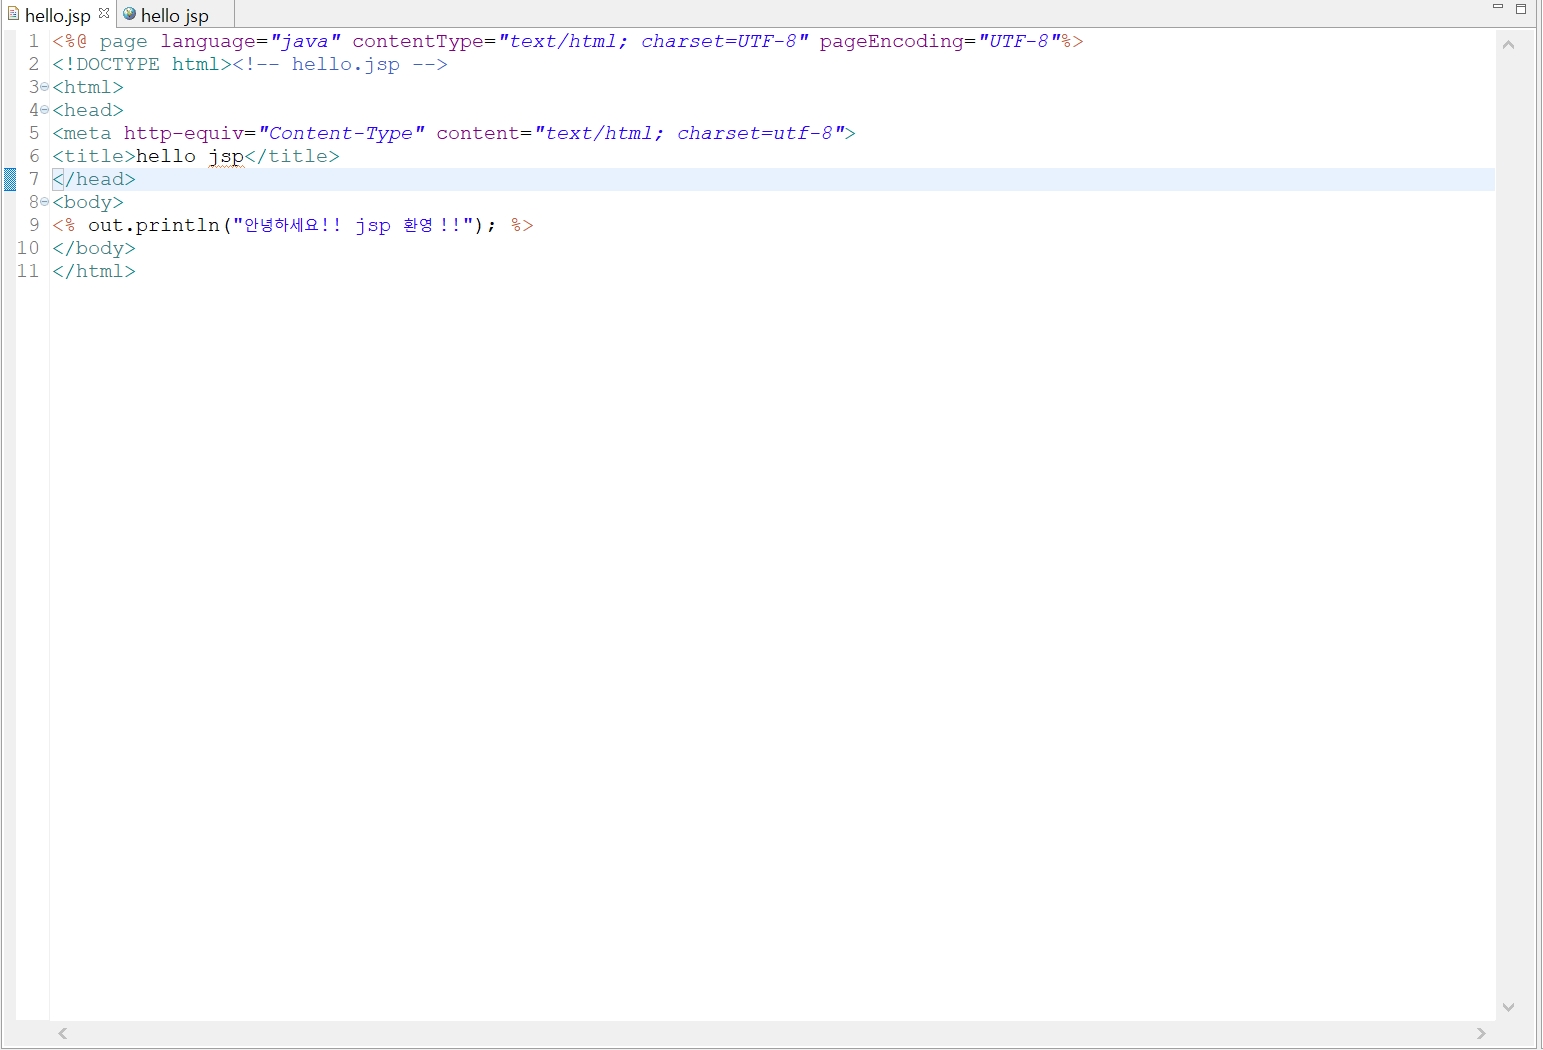 hello.jsp hello jsp
1 <%@ page language="java" contentType="text/html; charset=UTF-8" pageEncoding="UTF-8"%>
2 <!DOCTYPE html><!-- hello.jsp -->
3 <html>
4 <head>
5 <meta http-equiv="Content-Type" content="text/html; charset=utf-8">
6 <title>hello jsp</title>
7 </head>
8 <body>
9 <% out.println("안녕하세요!! jsp 환영!!"); %>
10 </body>
11 </html>